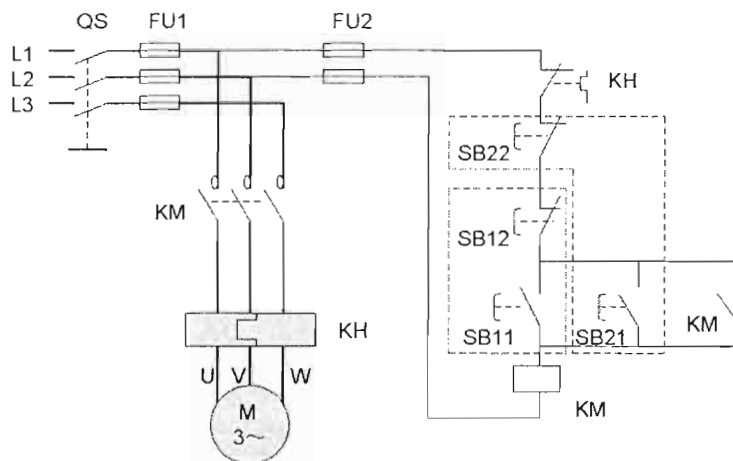 QS FU1 FU2
L1
L2
L3
KH
SB22
KM
SB12
KH
SB11 SB21 KM
U V W
M
3~
KM